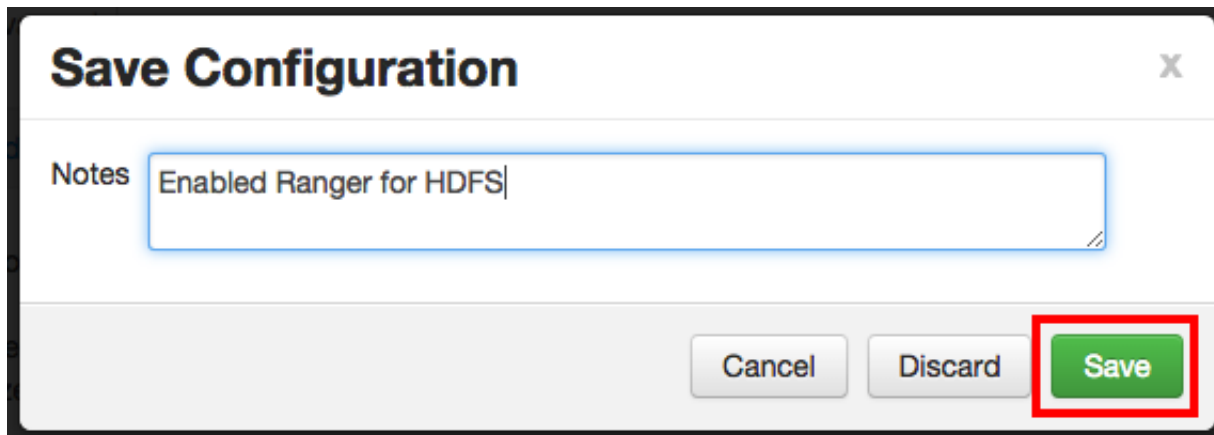 Save Configuration x
Notes Enabled Ranger for HDFS
Cancel Discard Save